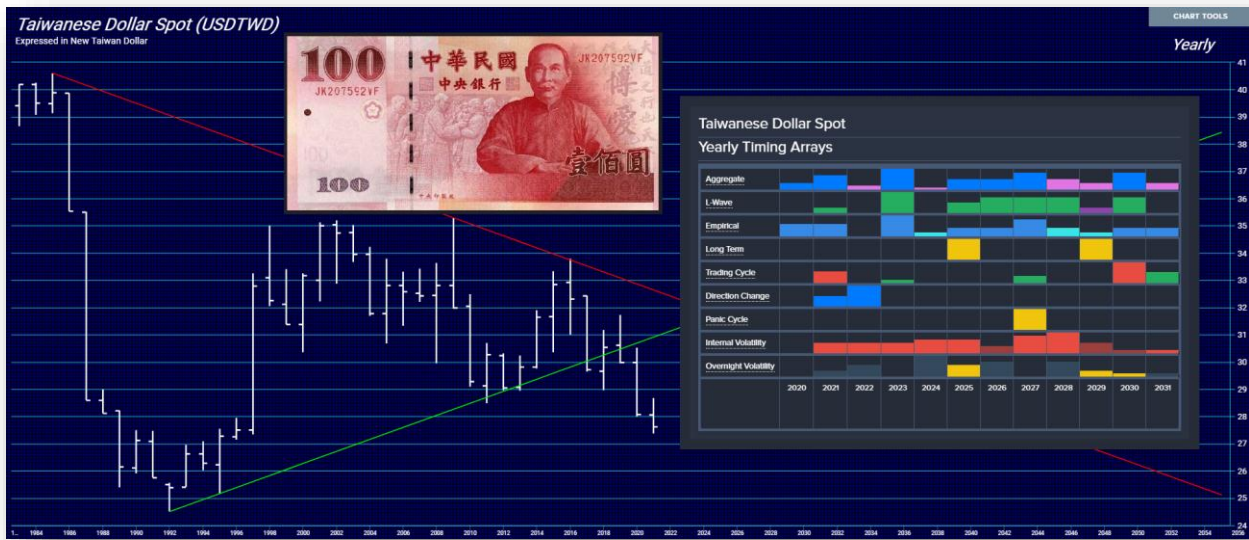 Taiwanese Dollar Spot (USDTWD)
Expressed in New Taiwan Dollar
CHART TOOLS
Yearly
100
JK207592VF
中華民國
中央銀行
JK207592VF
博愛
壹佰圓
100
Taiwanese Dollar Spot
Yearly Timing Arrays
Aggregate
L-Wave
Empirical
Long Term
Trading Cycle
Direction Change
Panic Cycle
Internal Volatility
Overnight Volatility
2020 2021 2022 2023 2024 2025 2026 2027 2028 2029 2030 2031
41
40
39
38
37
36
35
34
33
32
31
30
29
28
27
26
25
24
1... 1984 1986 1988 1990 1992 1994 1996 1998 2000 2002 2004 2006 2008 2010 2012 2014 2016 2018 2020 2022 2024 2026 2028 2030 2032 2034 2036 2038 2040 2042 2044 2046 2048 2050 2052 2054 2056